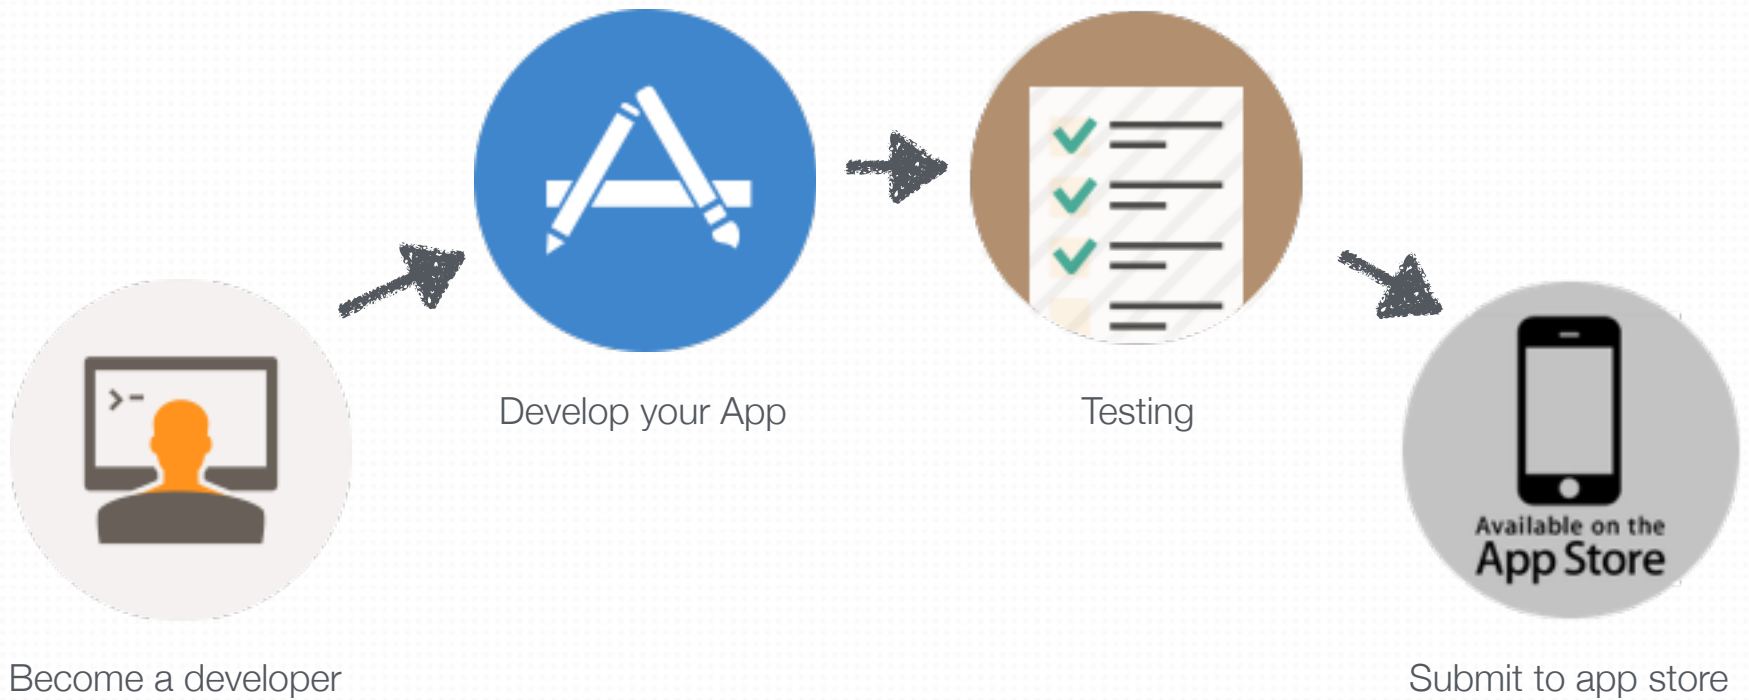 Develop your App
Testing
>-
Available on the
App Store
Become a developer
Submit to app store